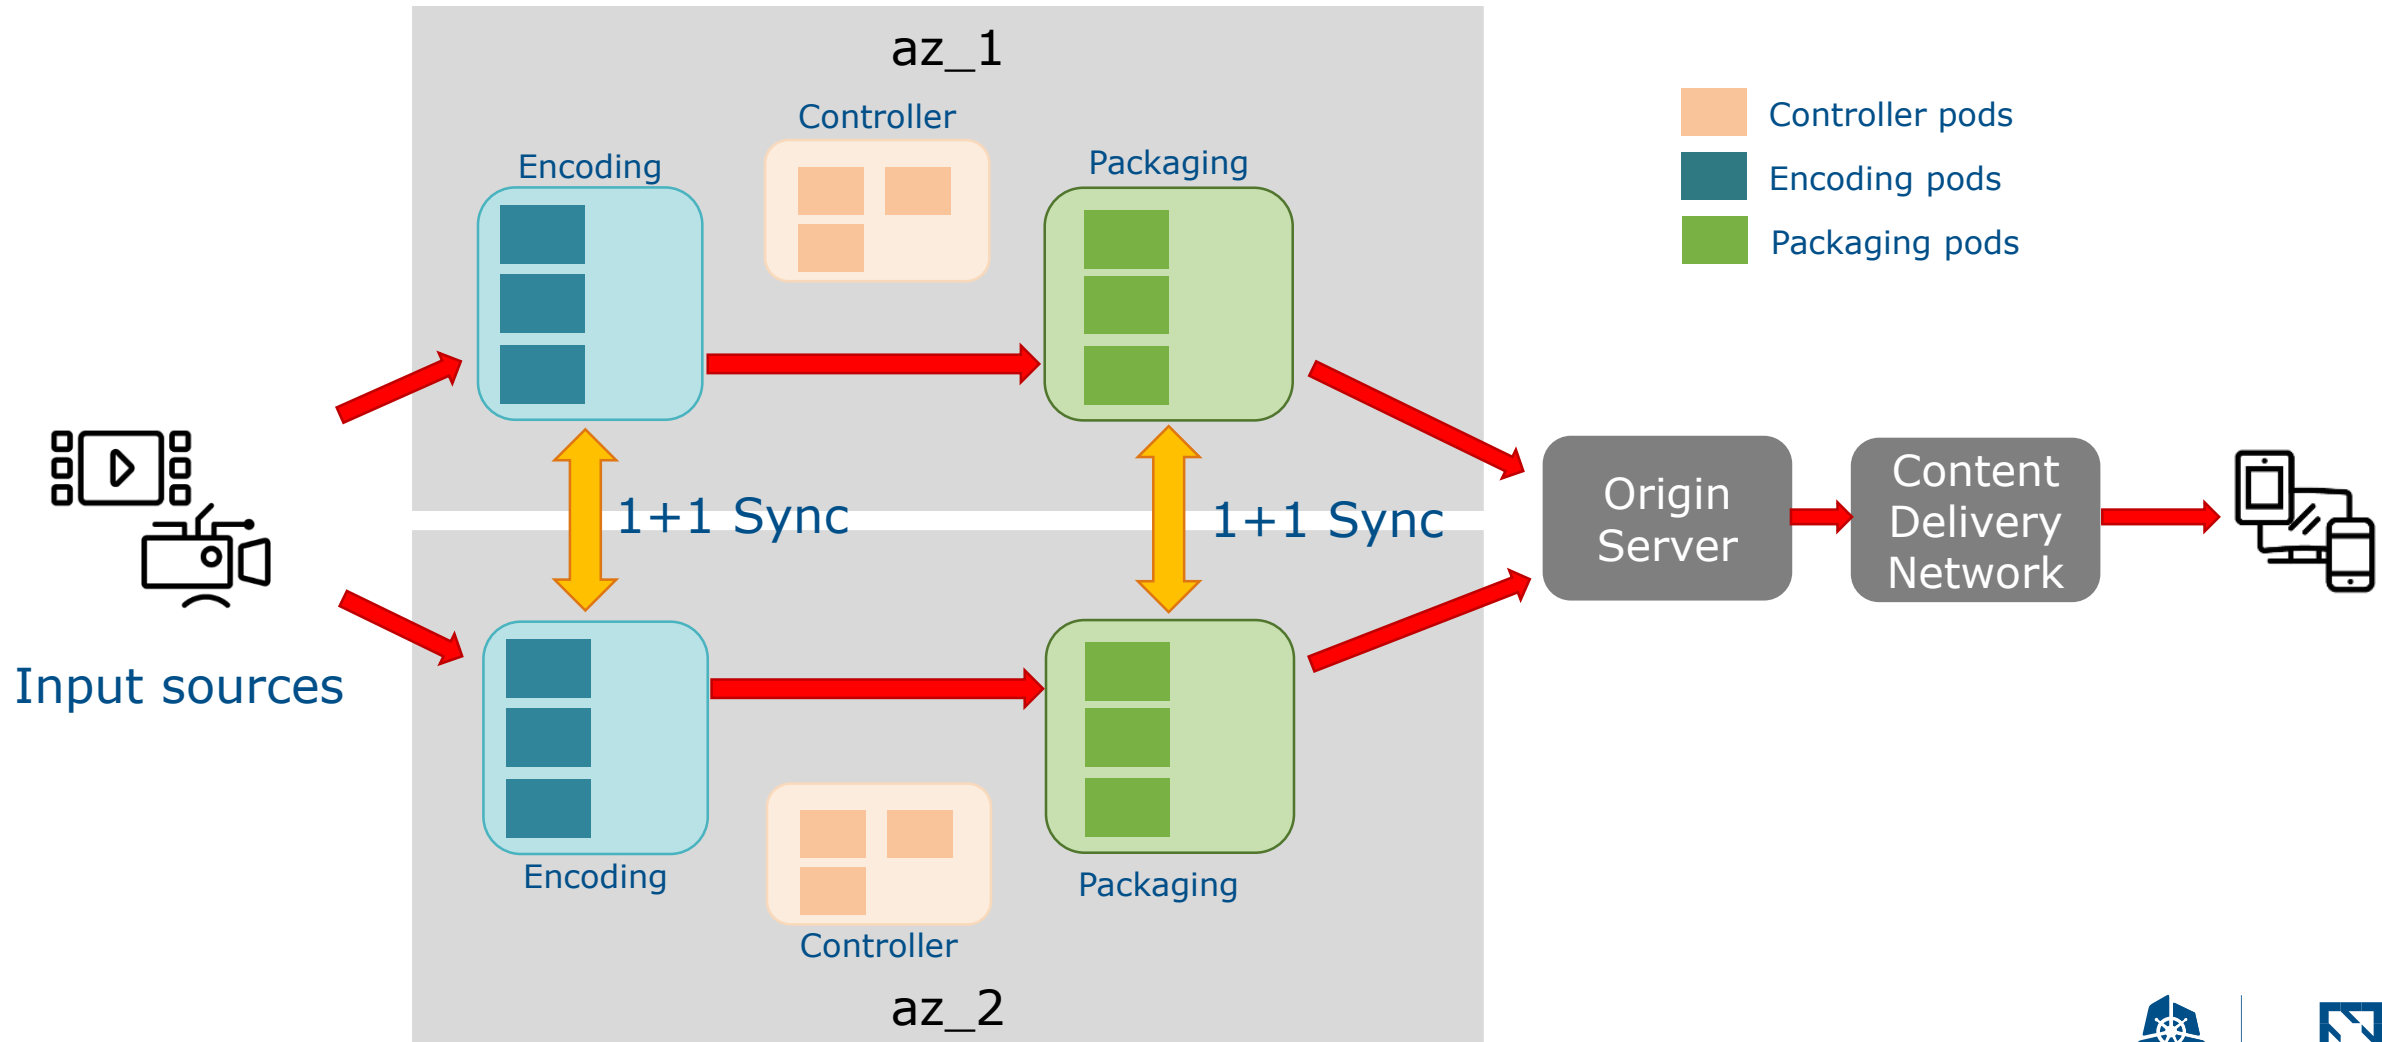 az_1
Controller
Encoding
Packaging
Controller pods
Encoding pods
Packaging pods
1+1 Sync
1+1 Sync
Origin
Server
Content
Delivery
Network
Input sources
Encoding
Packaging
Controller
az_2